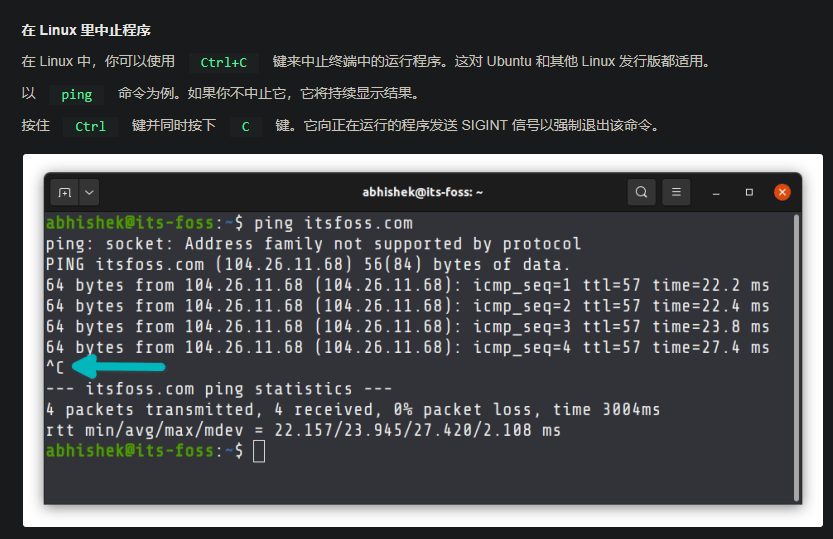 在 Linux 里中止程序
在 Linux 中，你可以使用 Ctrl+C 键来中止终端中的运行程序。这对 Ubuntu 和其他 Linux 发行版都适用。
以 ping 命令为例。如果你不中止它，它将持续显示结果。
按住 Ctrl 键并同时按下 C 键。它向正在运行的程序发送 SIGINT 信号以强制退出该命令。
abhishek@its-foss: ~
abhishek@its-foss:~$ ping itsfoss.com
ping: socket: Address family not supported by protocol
PING itsfoss.com (104.26.11.68) 56(84) bytes of data.
64 bytes from 104.26.11.68 (104.26.11.68): icmp_seq=1 ttl=57 time=22.2 ms
64 bytes from 104.26.11.68 (104.26.11.68): icmp_seq=2 ttl=57 time=22.4 ms
64 bytes from 104.26.11.68 (104.26.11.68): icmp_seq=3 ttl=57 time=23.8 ms
64 bytes from 104.26.11.68 (104.26.11.68): icmp_seq=4 ttl=57 time=27.4 ms
^C
--- itsfoss.com ping statistics ---
4 packets transmitted, 4 received, 0% packet loss, time 3004ms
rtt min/avg/max/mdev = 22.157/23.945/27.420/2.108 ms
abhishek@its-foss:~$